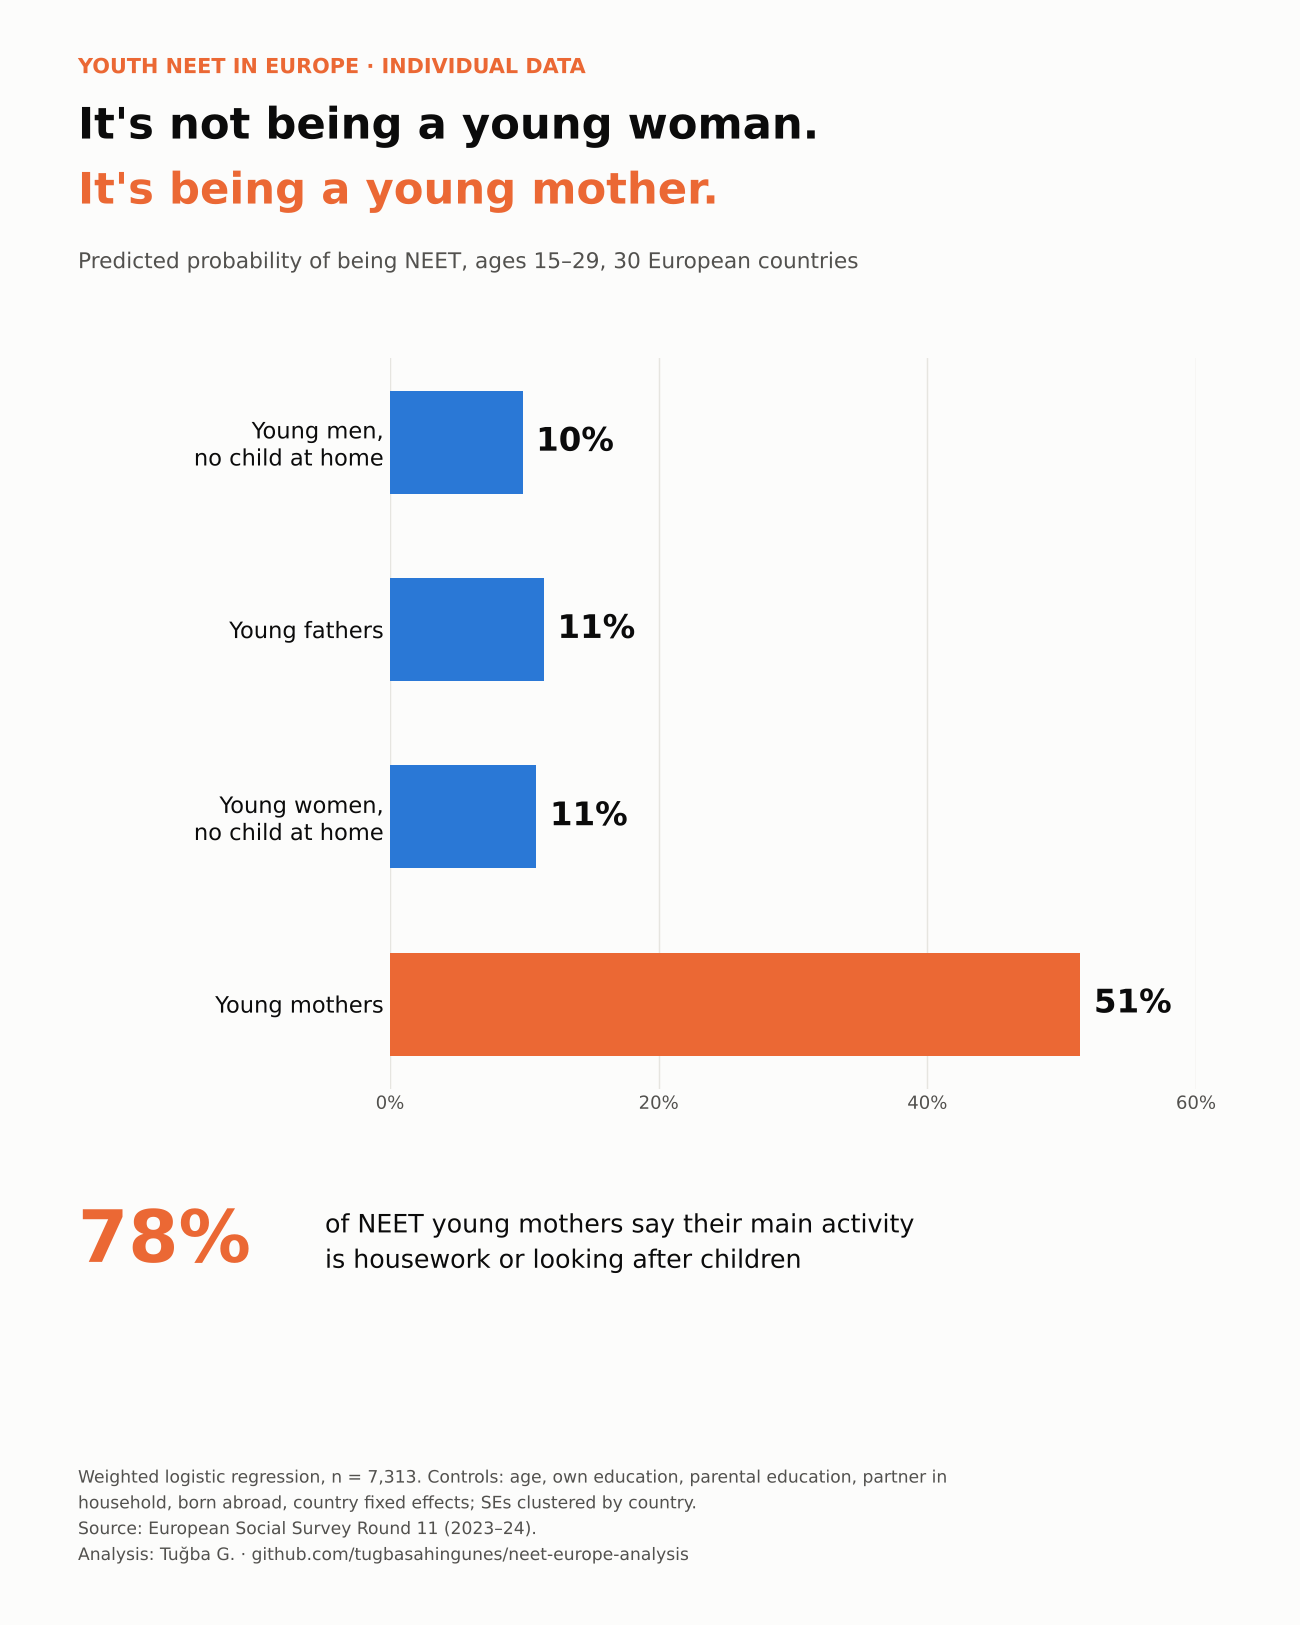 YOUTH NEET IN EUROPE · INDIVIDUAL DATA
It's not being a young woman.
It's being a young mother.
Predicted probability of being NEET, ages 15–29, 30 European countries
Young men,
no child at home
10%
Young fathers
11%
Young women,
no child at home
11%
Young mothers
51%
0%
20%
40%
60%
78%
of NEET young mothers say their main activity
is housework or looking after children
Weighted logistic regression, n = 7,313. Controls: age, own education, parental education, partner in
household, born abroad, country fixed effects; SEs clustered by country.
Source: European Social Survey Round 11 (2023–24).
Analysis: Tuğba G. · github.com/tugbasahingunes/neet-europe-analysis